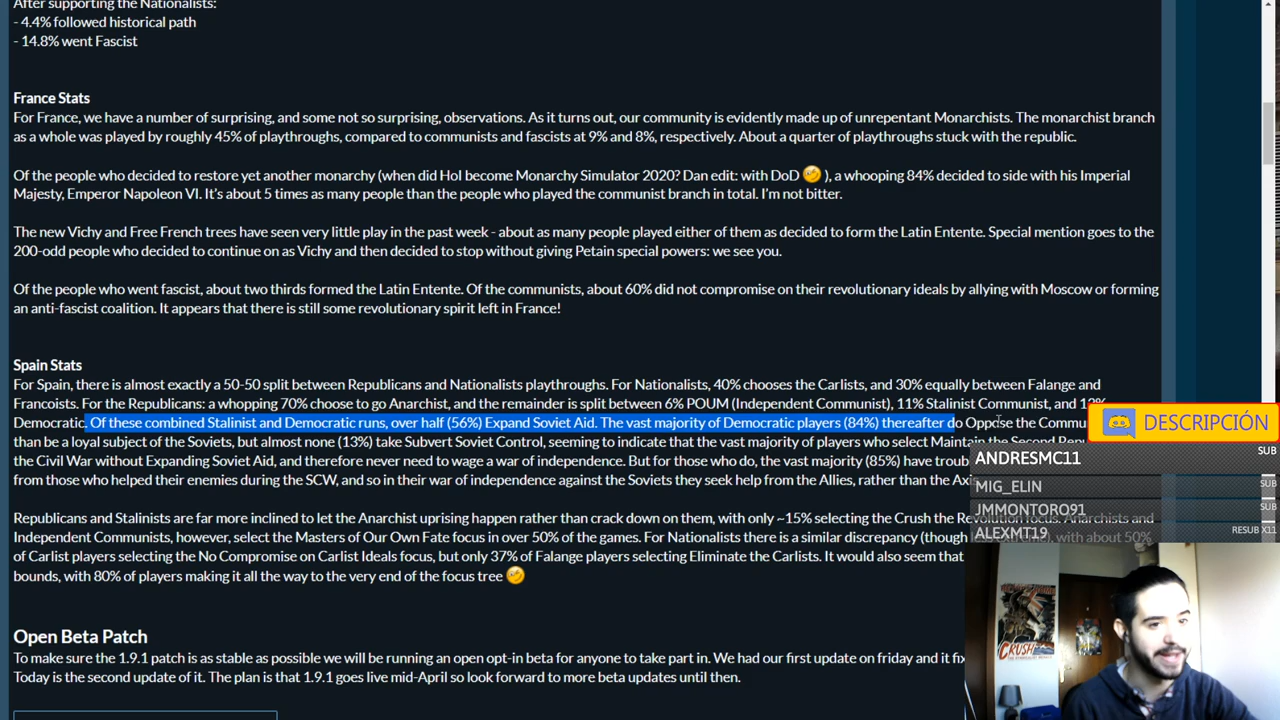 After supporting the Nationalists:
- 4.4% followed historical path
- 14.8% went Fascist
France Stats
For France, we have a number of surprising, and some not so surprising, observations. As it turns out, our community is evidently made up of unrepentant Monarchists. The monarchist branch
as a whole was played by roughly 45% of playthroughs, compared to communists and fascists at 9% and 8%, respectively. About a quarter of playthroughs stuck with the republic.
Of the people who decided to restore yet another monarchy (when did HoI become Monarchy Simulator 2020? Dan edit: with DoD ), a whooping 84% decided to side with his Imperial
Majesty, Emperor Napoleon VI. It's about 5 times as many people than the people who played the communist branch in total. I'm not bitter.
The new Vichy and Free French trees have seen very little play in the past week - about as many people played either of them as decided to form the Latin Entente. Special mention goes to the
200-odd people who decided to continue on as Vichy and then decided to stop without giving Petain special powers: we see you.
Of the people who went fascist, about two thirds formed the Latin Entente. Of the communists, about 60% did not compromise on their revolutionary ideals by allying with Moscow or forming
an anti-fascist coalition. It appears that there is still some revolutionary spirit left in France!
Spain Stats
For Spain, there is almost exactly a 50-50 split between Republicans and Nationalists playthroughs. For Nationalists, 40% chooses the Carlists, and 30% equally between Falange and
Francoists. For the Republicans: a whopping 70% choose to go Anarchist, and the remainder is split between 6% POUM (Independent Communist), 11% Stalinist Communist, and 12%
Democratic. Of these combined Stalinist and Democratic runs, over half (56%) Expand Soviet Aid. The vast majority of Democratic players (84%) thereafter do Oppose the Commu
than be a loyal subject of the Soviets, but almost none (13%) take Subvert Soviet Control, seeming to indicate that the vast majority of players who select Maintain the Second Rep
the Civil War without Expanding Soviet Aid, and therefore never need to wage a war of independence. But for those who do, the vast majority (85%) have troub
from those who helped their enemies during the SCW, and so in their war of independence against the Soviets they seek help from the Allies, rather than the Axis
Republicans and Stalinists are far more inclined to let the Anarchist uprising happen rather than crack down on them, with only ~15% selecting the Crush the Revolution focus. Anarchists and
Independent Communists, however, select the Masters of Our Own Fate focus in over 50% of the games. For Nationalists there is a similar discrepancy (though less extreme), with about 50%
of Carlist players selecting the No Compromise on Carlist Ideals focus, but only 37% of Falange players selecting Eliminate the Carlists. It would also seem that
bounds, with 80% of players making it all the way to the very end of the focus tree
Open Beta Patch
To make sure the 1.9.1 patch is as stable as possible we will be running an open opt-in beta for anyone to take part in. We had our first update on friday and it fix
Today is the second update of it. The plan is that 1.9.1 goes live mid-April so look forward to more beta updates until then.
DESCRIPCIÓN
ANDRESMC11 SUB
MIG_ELIN SUB
JMMONTORO91 SUB
ALEXMT19 RESUB X11
CRUSH